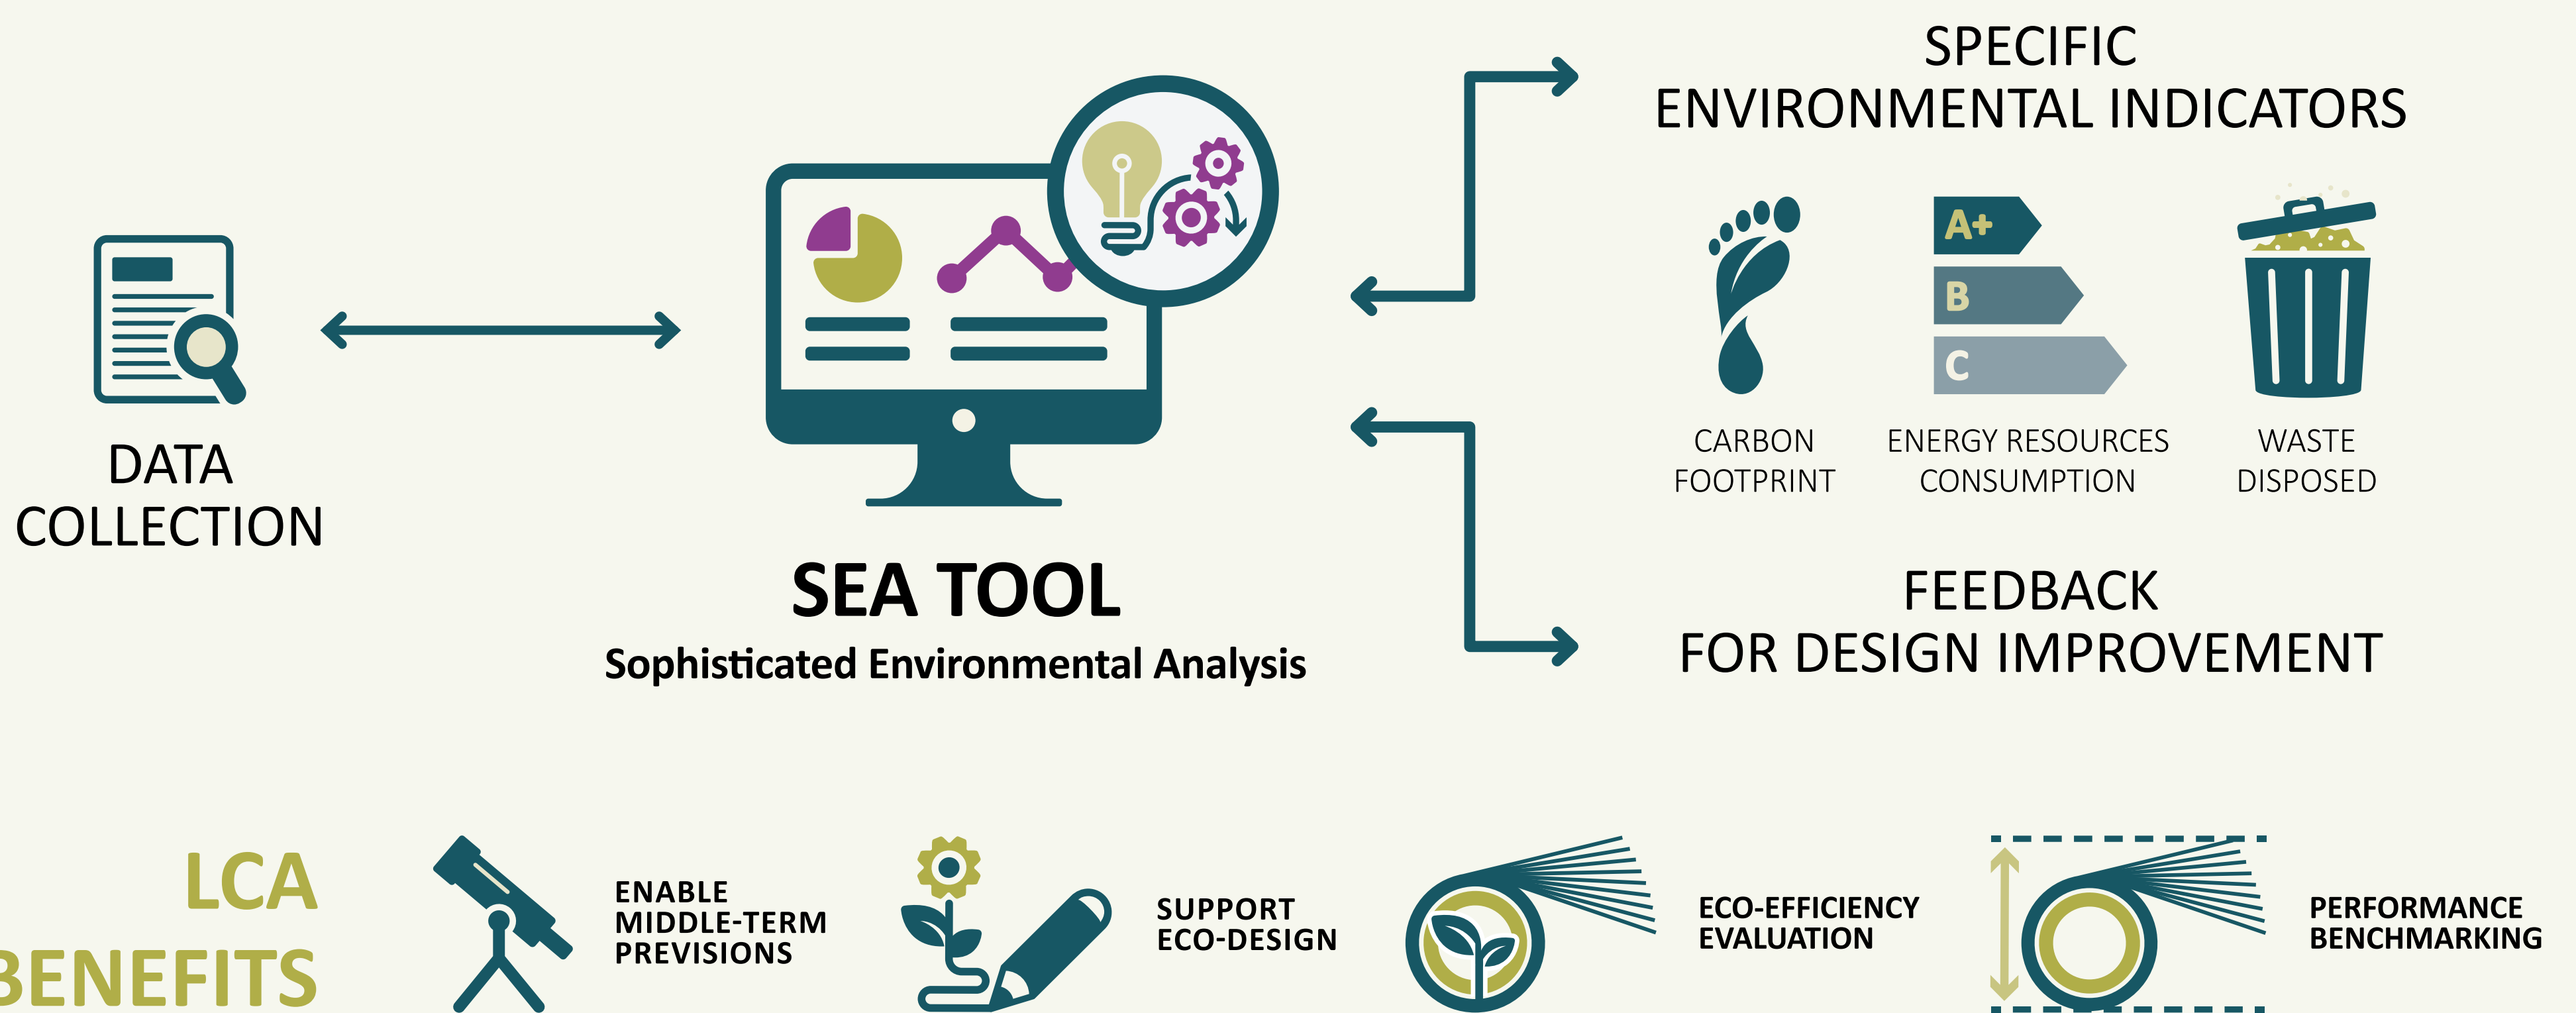 DATA
COLLECTION
SEA TOOL
Sophisticated Environmental Analysis
SPECIFIC
ENVIRONMENTAL INDICATORS
A+
B
C
CARBON
FOOTPRINT
ENERGY RESOURCES
CONSUMPTION
WASTE
DISPOSED
FEEDBACK
FOR DESIGN IMPROVEMENT
LCA
BENEFITS
ENABLE
MIDDLE-TERM
PREVISIONS
SUPPORT
ECO-DESIGN
ECO-EFFICIENCY
EVALUATION
PERFORMANCE
BENCHMARKING